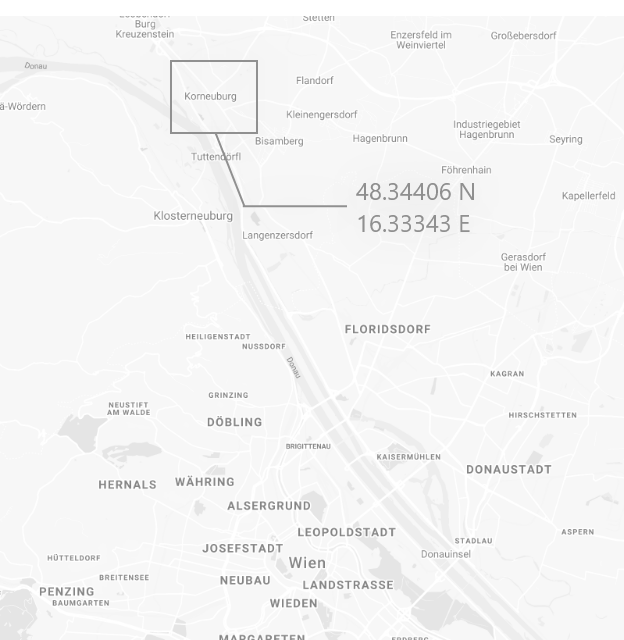 Stetten
Burg
Kreuzenstein
Enzersfeld im
Weinviertel
Großebersdorf
Donau
Flandorf
Korneuburg
ä-Wördern
Kleinengersdorf
Industriegebiet
Hagenbrunn
Bisamberg
Hagenbrunn
Seyring
Tuttendörfl
Föhrenhain
48.34406 N
Kapellerfeld
Klosterneuburg
16.33343 E
Langenzersdorf
Gerasdorf
bei Wien
FLORIDSDORF
HEILIGENSTADT
NUSSDORF
Donau
KAGRAN
GRINZING
NEUSTIFT
AM WALDE
HIRSCHSTETTEN
DÖBLING
BRIGITTENAU
KAISERMÜHLEN
DONAUSTADT
HERNALS
WÄHRING
ALSERGRUND
LEOPOLDSTADT
ASPERN
STADLAU
JOSEFSTADT
Donauinsel
HÜTTELDORF
Wien
BREITENSEE
NEUBAU
LANDSTRASSE
PENZING
BAUMGARTEN
WIEDEN
MARGARETEN
ERDBERG